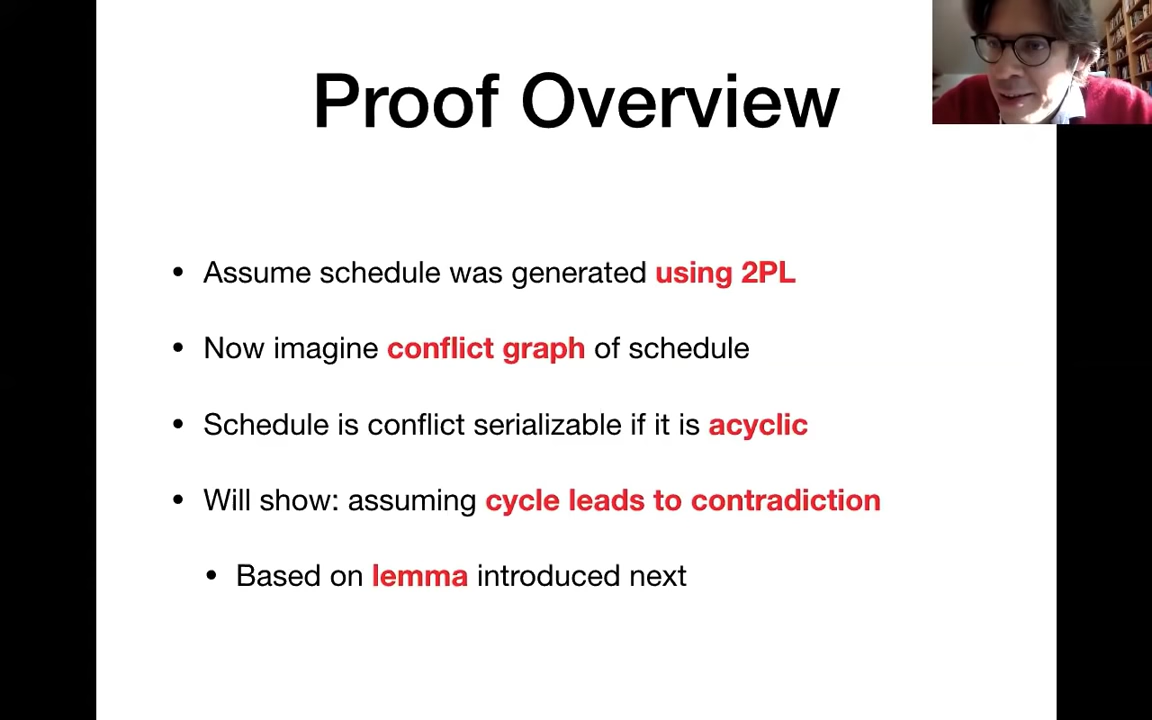 Proof Overview
• Assume schedule was generated using 2PL
• Now imagine conflict graph of schedule
• Schedule is conflict serializable if it is acyclic
• Will show: assuming cycle leads to contradiction
• Based on lemma introduced next